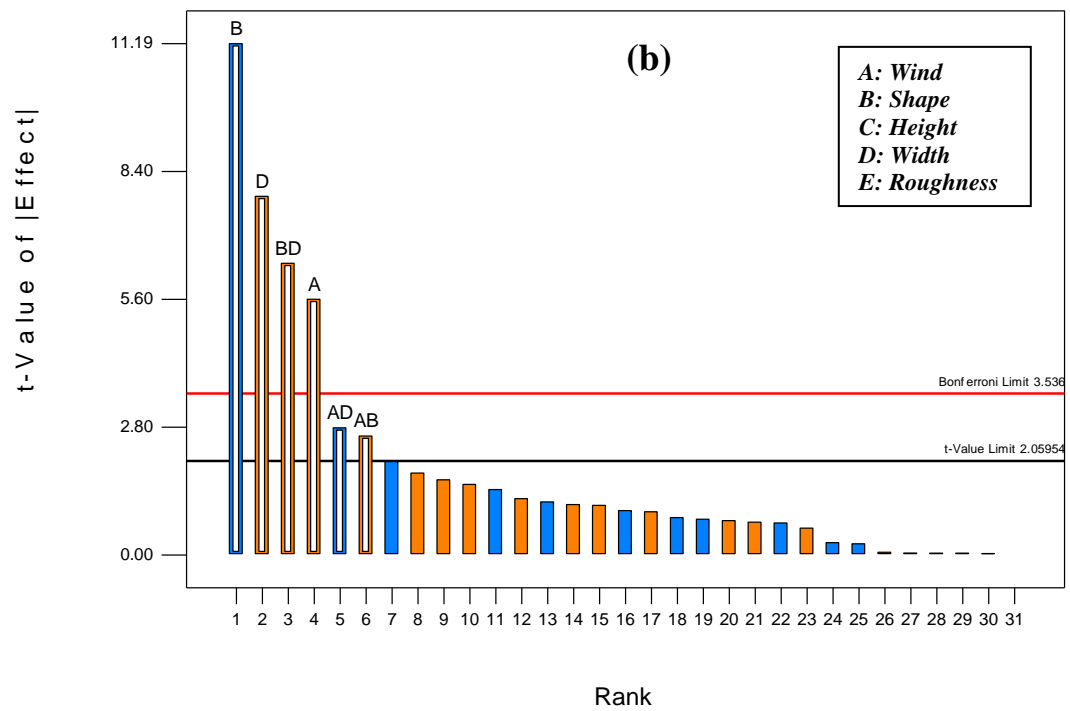 (b)
A: Wind
B: Shape
C: Height
D: Width
E: Roughness
t-Value of |Effect|
11.19
8.40
5.60
2.80
0.00
B
D
BD
A
AD
AB
Bonferroni Limit 3.536
t-Value Limit 2.05954
1 2 3 4 5 6 7 8 9 10 11 12 13 14 15 16 17 18 19 20 21 22 23 24 25 26 27 28 29 30 31
Rank